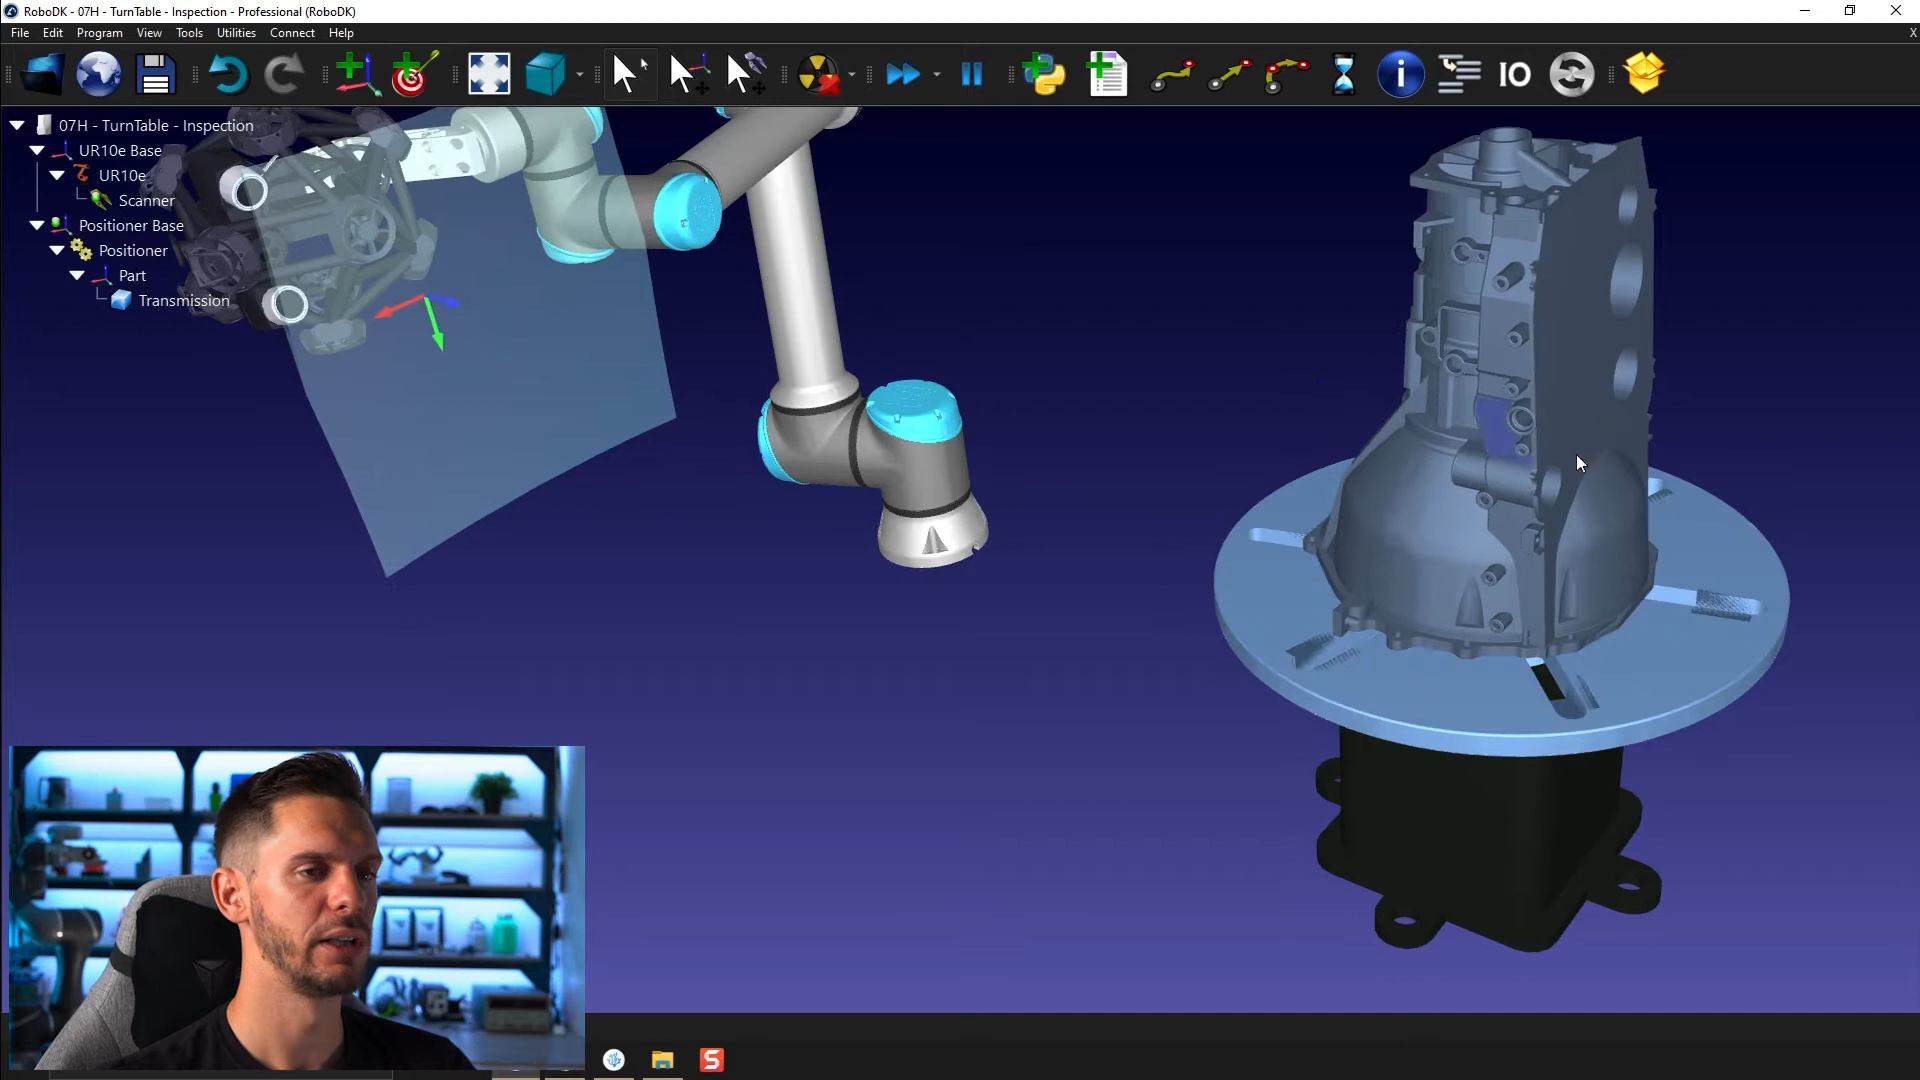 RoboDK - 07H - TurnTable - Inspection - Professional (RoboDK)
File Edit Program View Tools Utilities Connect Help
X
IO
07H - TurnTable - Inspection
UR10e Base
UR10e
Scanner
Positioner Base
Positioner
Part
Transmission
S